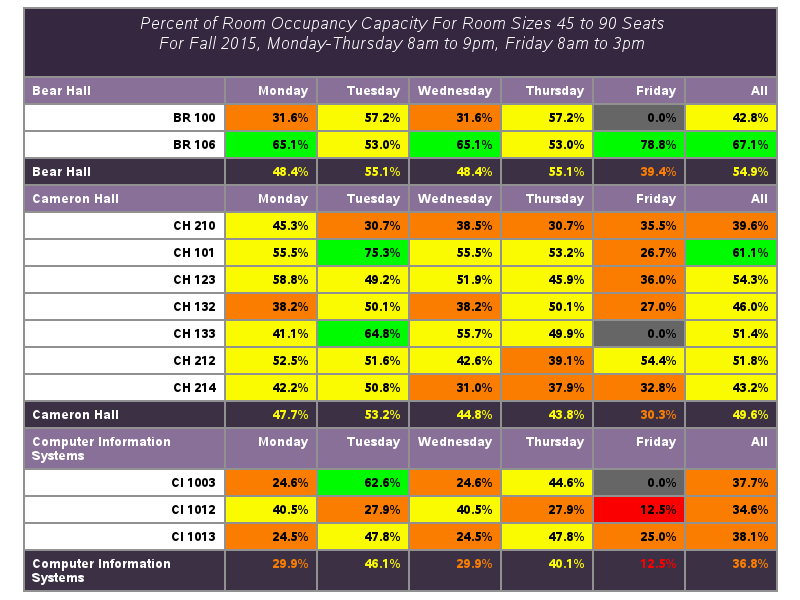 Percent of Room Occupancy Capacity For Room Sizes 45 to 90 Seats
For Fall 2015, Monday-Thursday 8am to 9pm, Friday 8am to 3pm
Bear Hall Monday Tuesday Wednesday Thursday Friday All
BR 100 31.6% 57.2% 31.6% 57.2% 0.0% 42.8%
BR 106 65.1% 53.0% 65.1% 53.0% 78.8% 67.1%
Bear Hall 48.4% 55.1% 48.4% 55.1% 39.4% 54.9%
Cameron Hall Monday Tuesday Wednesday Thursday Friday All
CH 210 45.3% 30.7% 38.5% 30.7% 35.5% 39.6%
CH 101 55.5% 75.3% 55.5% 53.2% 26.7% 61.1%
CH 123 58.8% 49.2% 51.9% 45.9% 36.0% 54.3%
CH 132 38.2% 50.1% 38.2% 50.1% 27.0% 46.0%
CH 133 41.1% 64.8% 55.7% 49.9% 0.0% 51.4%
CH 212 52.5% 51.6% 42.6% 39.1% 54.4% 51.8%
CH 214 42.2% 50.8% 31.0% 37.9% 32.8% 43.2%
Cameron Hall 47.7% 53.2% 44.8% 43.8% 30.3% 49.6%
Computer Information Monday Tuesday Wednesday Thursday Friday All
Systems
CI 1003 24.6% 62.6% 24.6% 44.6% 0.0% 37.7%
CI 1012 40.5% 27.9% 40.5% 27.9% 12.5% 34.6%
CI 1013 24.5% 47.8% 24.5% 47.8% 25.0% 38.1%
Computer Information 29.9% 46.1% 29.9% 40.1% 12.5% 36.8%
Systems